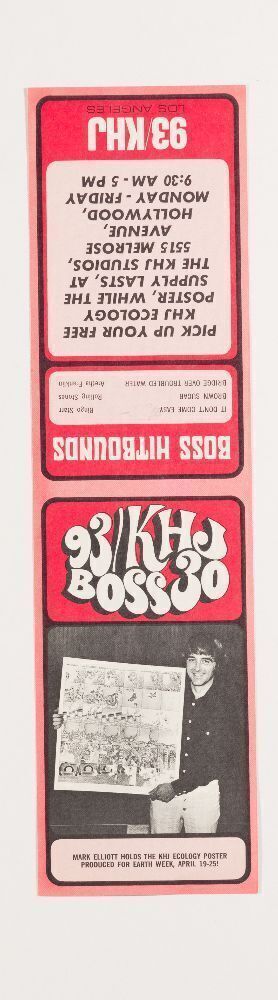 93/KHJ
BOSS 30
MARK ELLIOTT HOLDS THE KHJ ECOLOGY POSTER
PRODUCED FOR EARTH WEEK, APRIL 19-25!
BOSS HITBOUNDS
IT DON'T COME EASY Ringo Starr
BROWN SUGAR Rolling Stones
BRIDGE OVER TROUBLED WATER Aretha Franklin
PICK UP YOUR FREE
KHJ ECOLOGY
POSTER, WHILE THE
SUPPLY LASTS, AT
THE KHJ STUDIOS,
5515 MELROSE
AVENUE,
HOLLYWOOD,
MONDAY - FRIDAY
9:30 AM - 5 PM
93/KHJ
LOS ANGELES